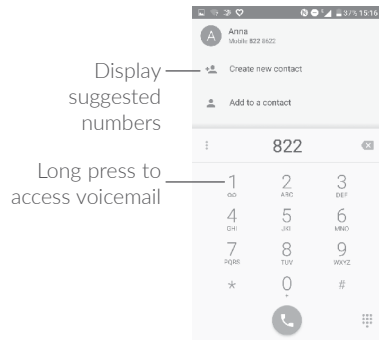 37% 15:16
A
Anna
Mobile 822 8622
Create new contact
Add to a contact
Display
suggested
numbers
822
Long press to
access voicemail
1
2
ABC
3
DEF
4
GHI
5
JKL
6
MNO
7
PQRS
8
TUV
9
WXYZ
*
0
+
#